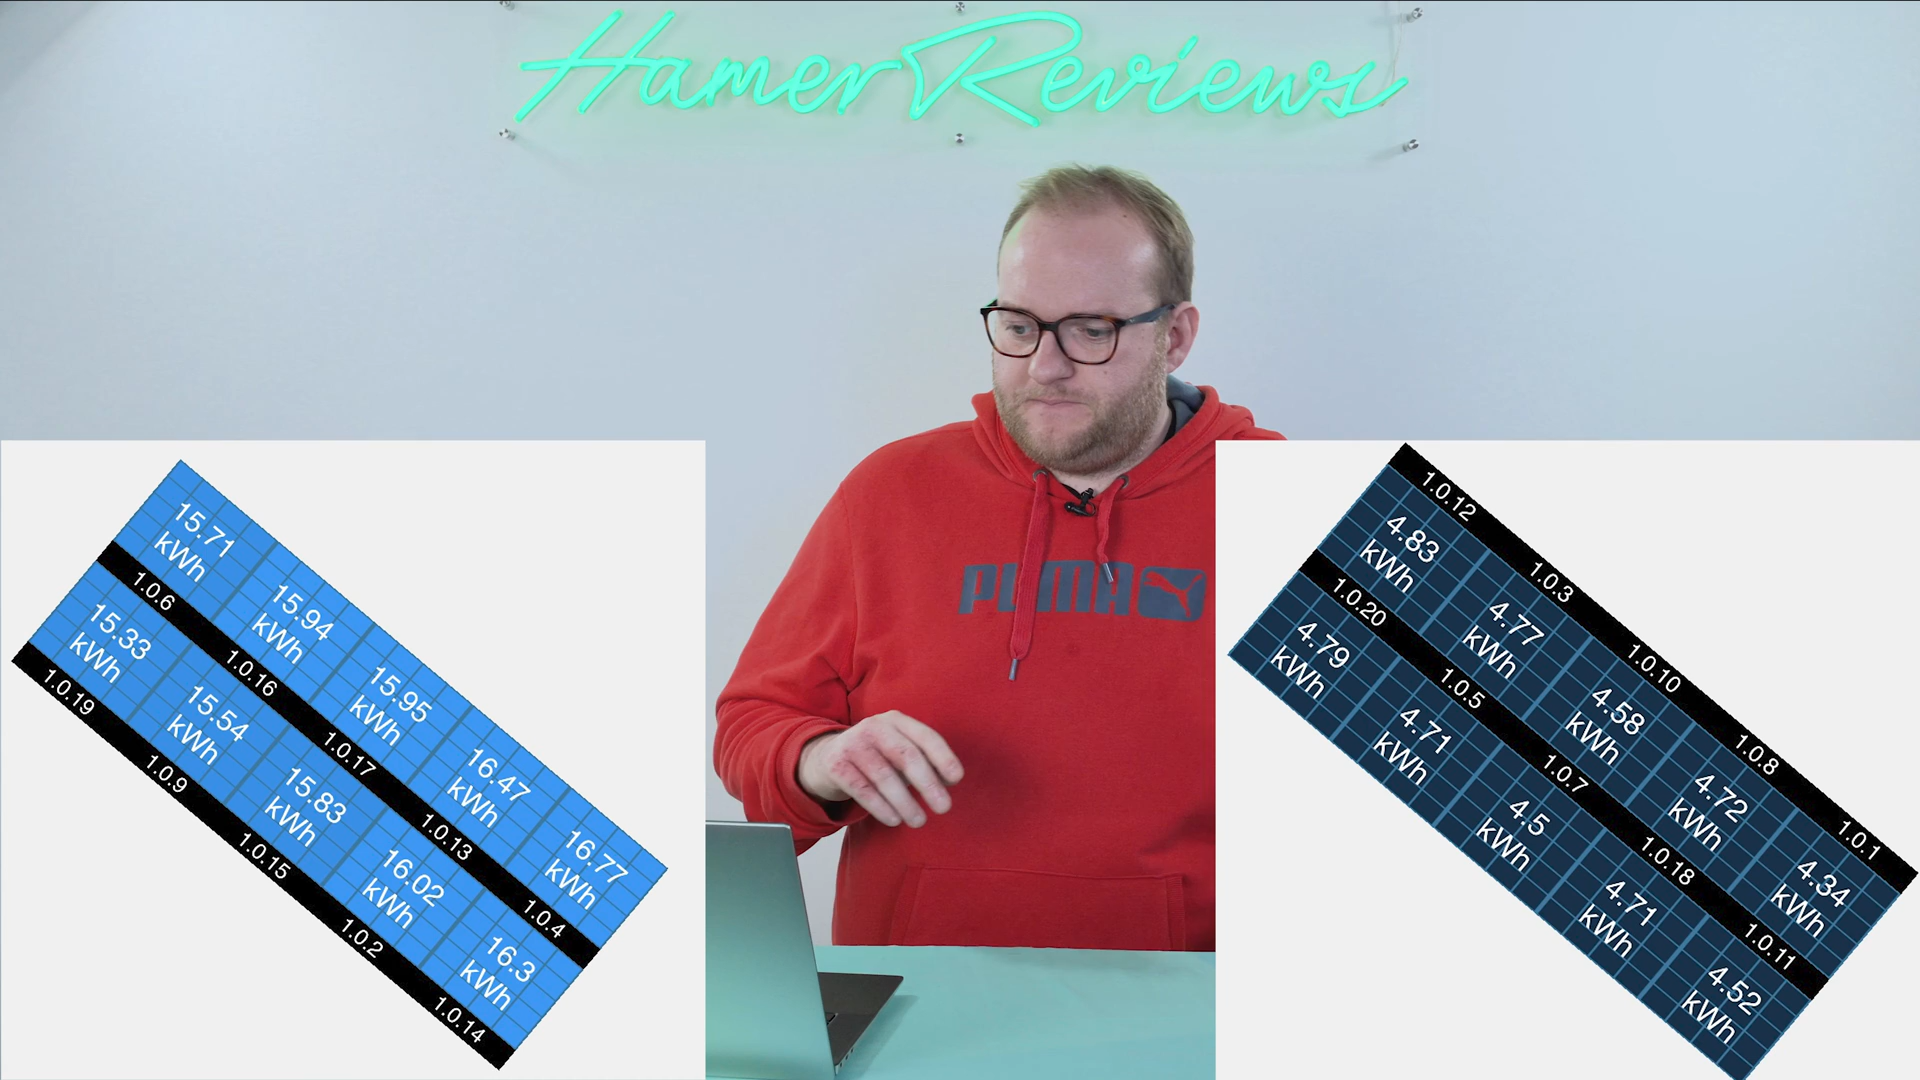 Hamer Reviews
PUMA
15.71
kWh
15.94
kWh
15.95
kWh
16.47
kWh
16.77
kWh
1.0.6
1.0.16
1.0.17
1.0.13
1.0.4
15.33
kWh
15.54
kWh
15.83
kWh
16.02
kWh
16.3
kWh
1.0.19
1.0.9
1.0.15
1.0.2
1.0.14
1.0.12
1.0.3
1.0.10
1.0.8
1.0.1
4.83
kWh
4.77
kWh
4.58
kWh
4.72
kWh
4.34
kWh
1.0.20
1.0.5
1.0.7
1.0.18
1.0.11
4.79
kWh
4.71
kWh
4.5
kWh
4.71
kWh
4.52
kWh